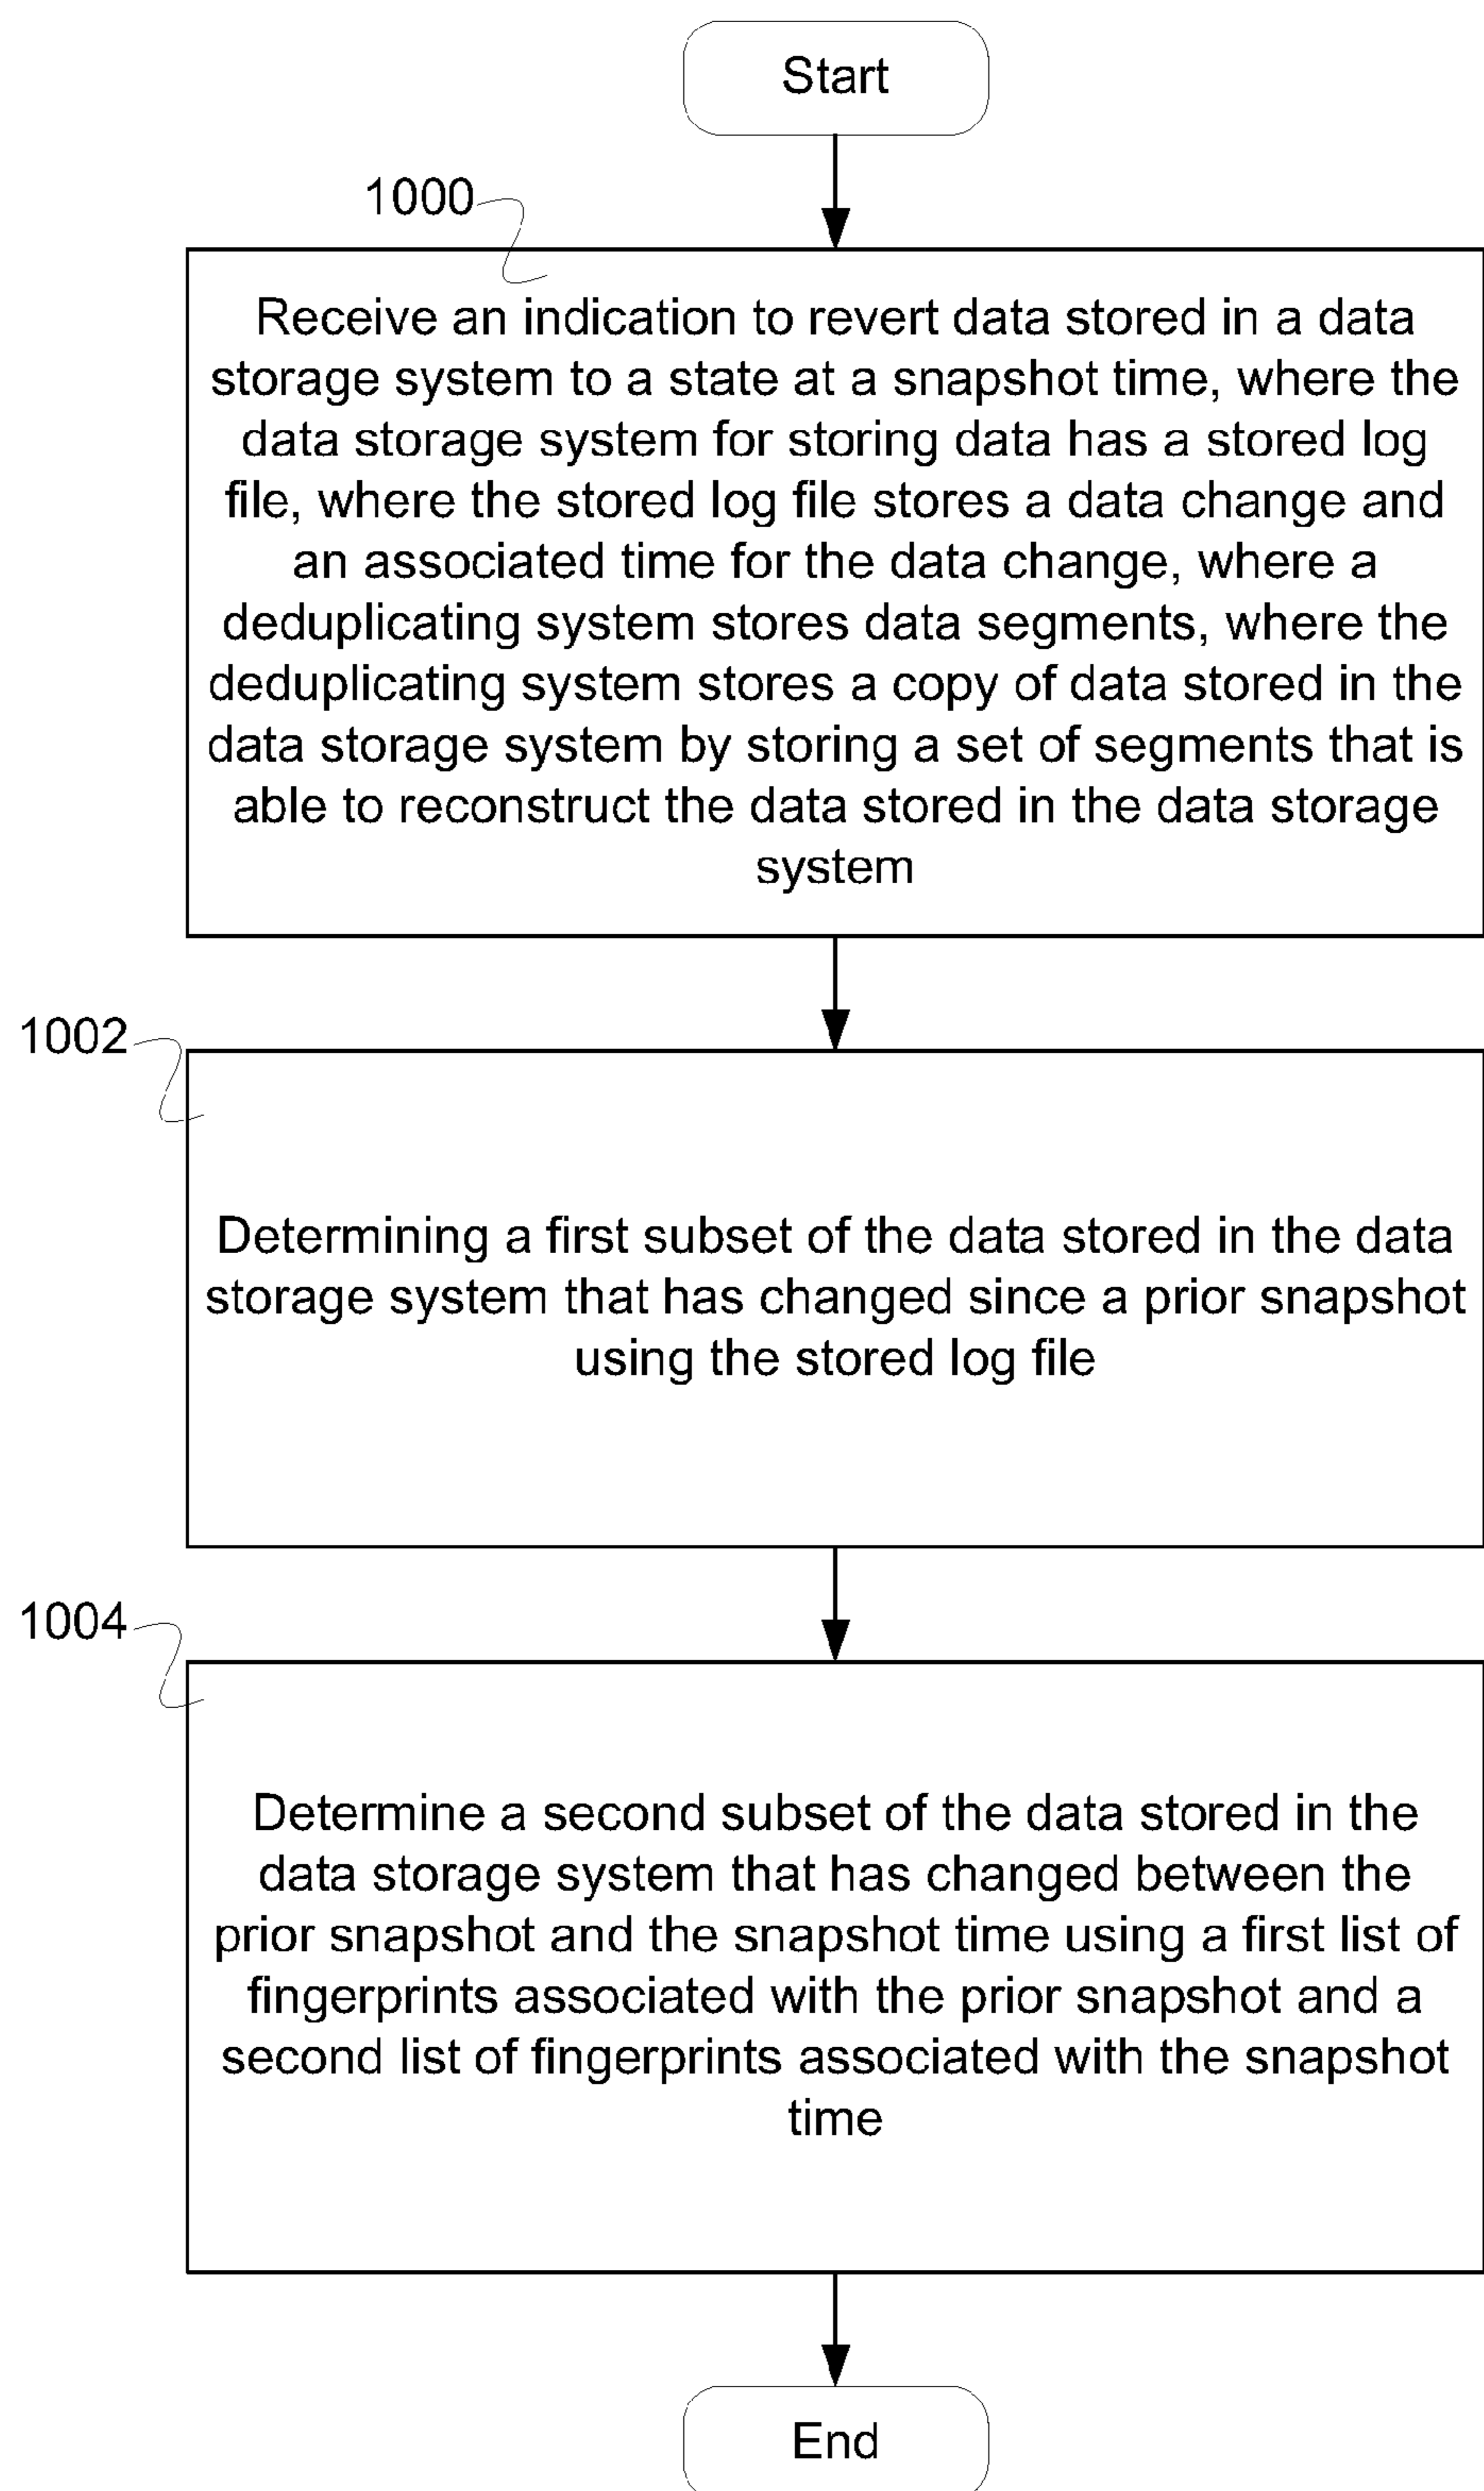 Start
1000
Receive an indication to revert data stored in a data
storage system to a state at a snapshot time, where the
data storage system for storing data has a stored log
file, where the stored log file stores a data change and
an associated time for the data change, where a
deduplicating system stores data segments, where the
deduplicating system stores a copy of data stored in the
data storage system by storing a set of segments that is
able to reconstruct the data stored in the data storage
system
1002
Determining a first subset of the data stored in the data
storage system that has changed since a prior snapshot
using the stored log file
1004
Determine a second subset of the data stored in the
data storage system that has changed between the
prior snapshot and the snapshot time using a first list of
fingerprints associated with the prior snapshot and a
second list of fingerprints associated with the snapshot
time
End